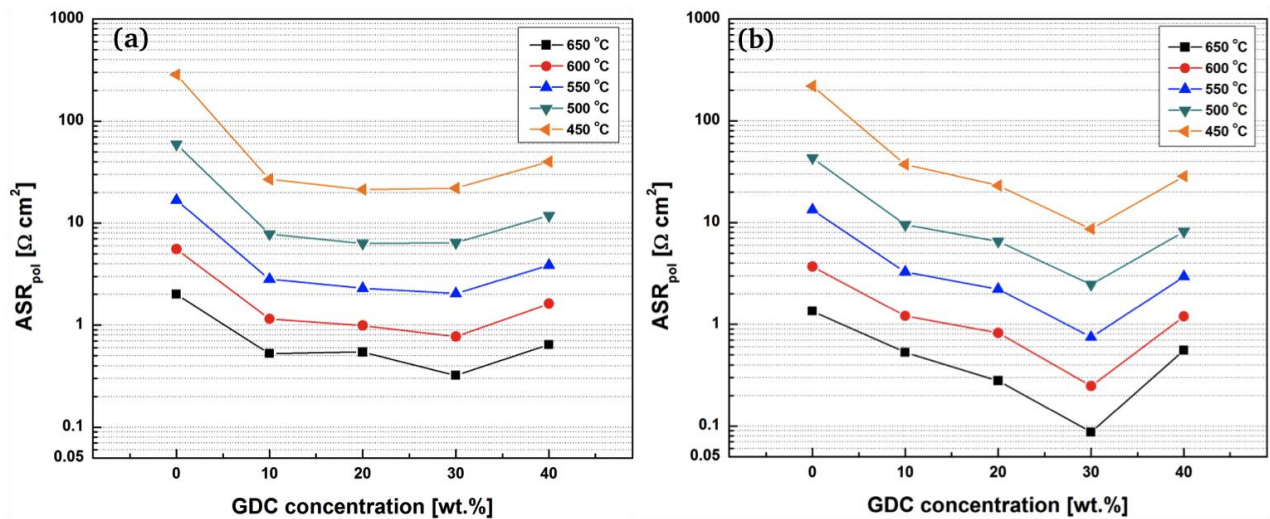 (a)
650 °C
600 °C
550 °C
500 °C
450 °C
1000
100
10
1
0.1
0.05
ASRpol [Ω cm2]
0 10 20 30 40
GDC concentration [wt.%]
(b)
650 °C
600 °C
550 °C
500 °C
450 °C
1000
100
10
1
0.1
0.05
ASRpol [Ω cm2]
0 10 20 30 40
GDC concentration [wt.%]